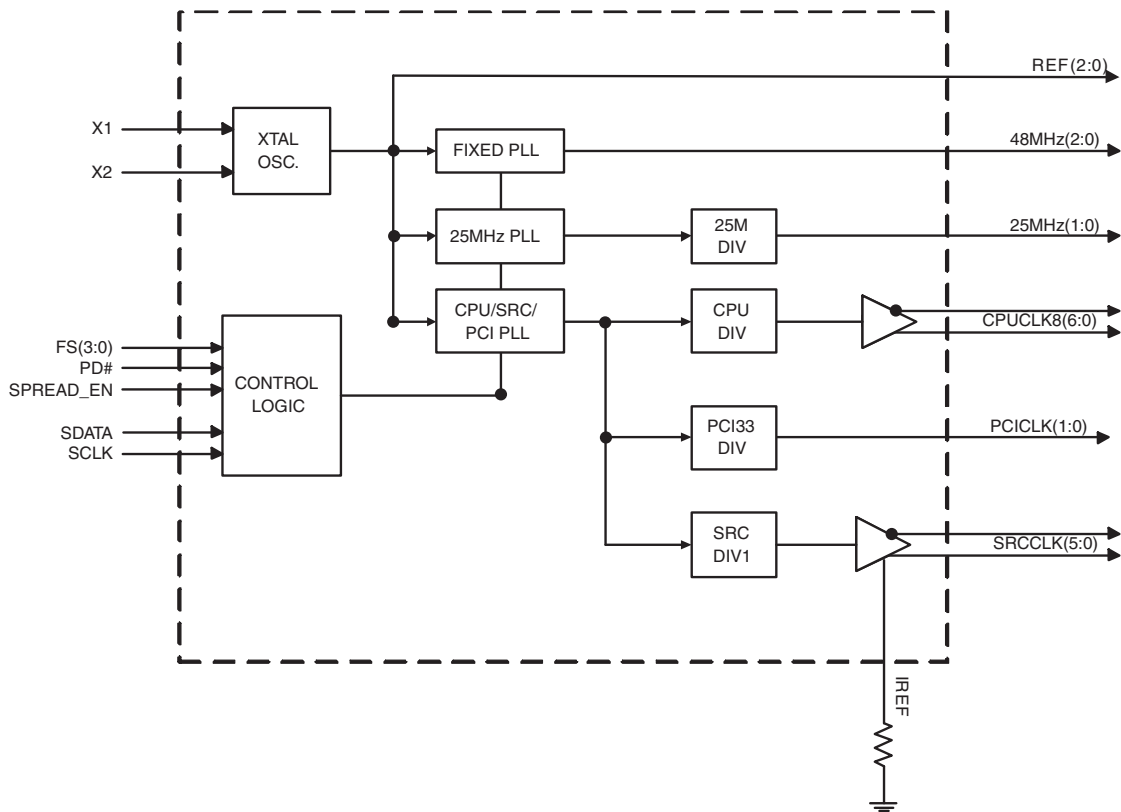 REF(2:0)
X1
X2
XTAL
OSC.
FIXED PLL
48MHz(2:0)
25MHz PLL
25M
DIV
25MHz(1:0)
CPU/SRC/
PCI PLL
CPU
DIV
CPUCLK8(6:0)
FS(3:0)
PD#
SPREAD_EN
SDATA
SCLK
CONTROL
LOGIC
PCI33
DIV
PCICLK(1:0)
SRC
DIV1
SRCCLK(5:0)
IREF